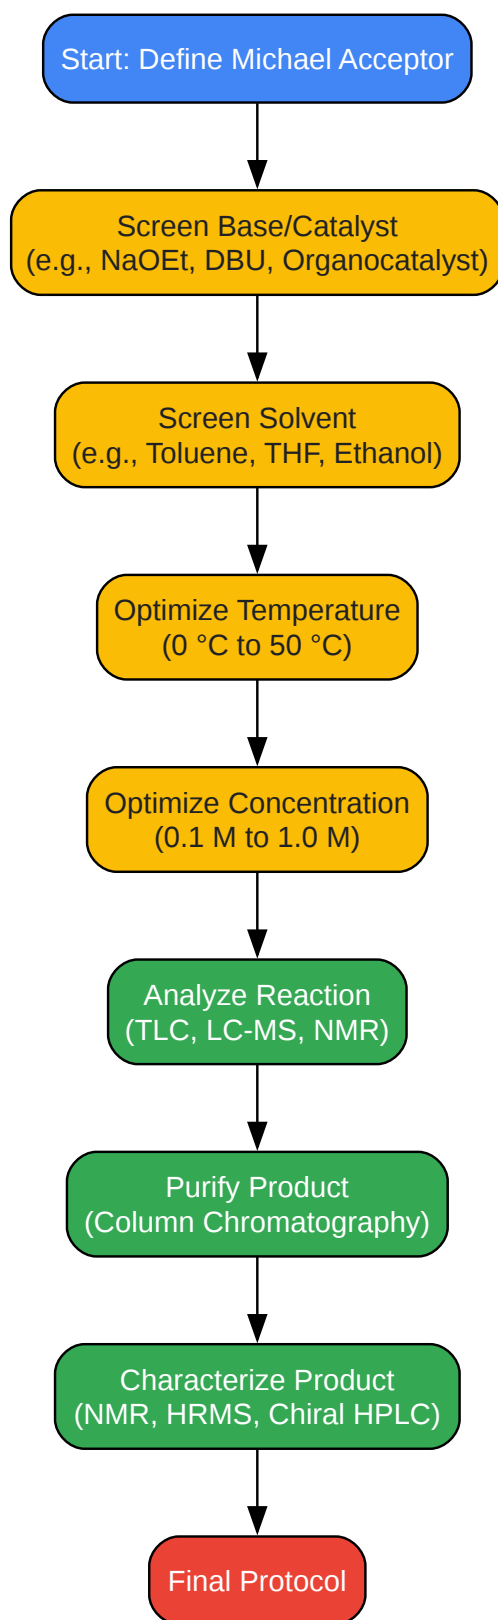 Start: Define Michael Acceptor
Screen Base/Catalyst
(e.g., NaOEt, DBU, Organocatalyst)
Screen Solvent
(e.g., Toluene, THF, Ethanol)
Optimize Temperature
(0 °C to 50 °C)
Optimize Concentration
(0.1 M to 1.0 M)
Analyze Reaction
(TLC, LC-MS, NMR)
Purify Product
(Column Chromatography)
Characterize Product
(NMR, HRMS, Chiral HPLC)
Final Protocol